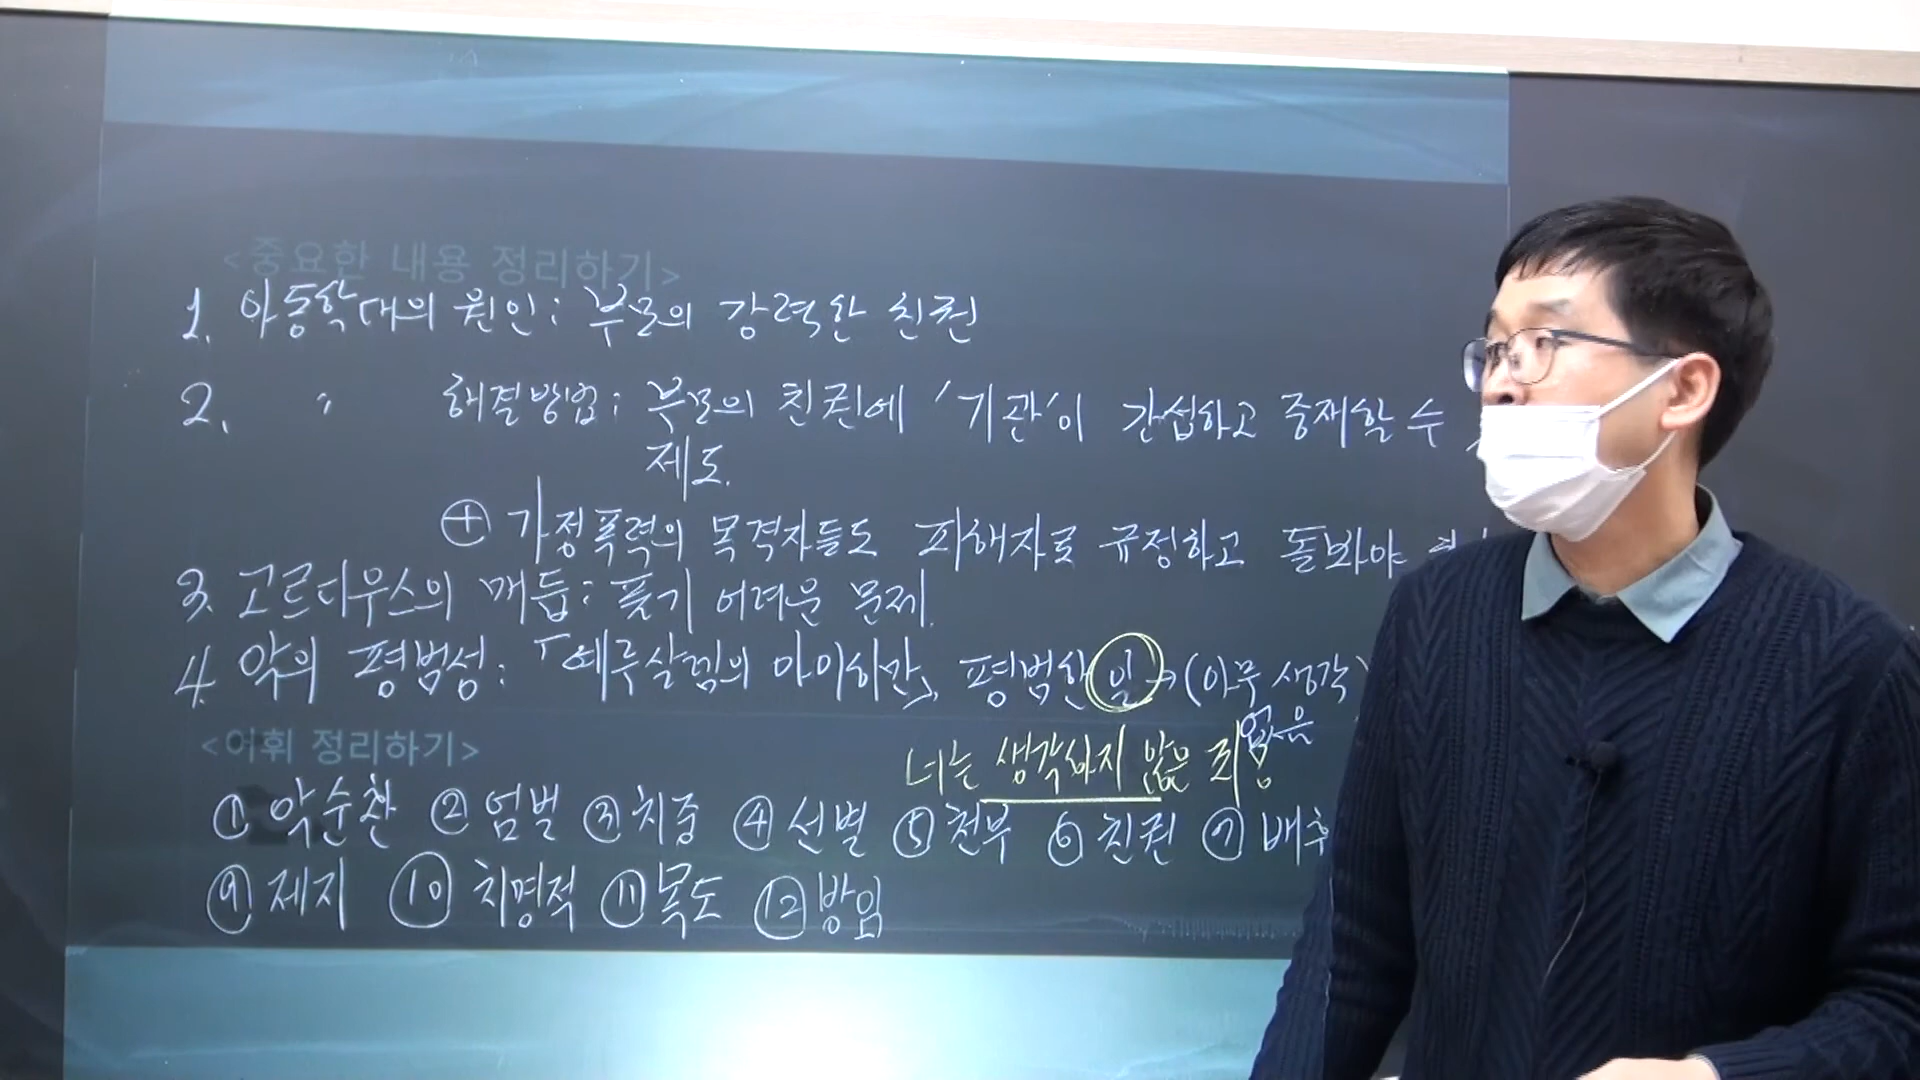 <중요한 내용 정리하기>
1. 아동학대의 원인: 부모의 강력한 친권
2. 〃 해결방법: 부모의 친권에 '기관'이 간섭하고 중재할 수
제도.
⊕ 가정폭력의 목격자들도 피해자로 규정하고 돌봐야
3. 고르디우스의 매듭: 풀기 어려운 문제.
4. 악의 평범성: 「예루살렘의 아이히만」, 평범한 일→(아무 생각)
없음
<어휘 정리하기>
너는 생각하지 않은 죄
① 악순환 ② 엄벌 ③ 치중 ④ 선별 ⑤ 천부 ⑥ 친권 ⑦ 배
⑨ 제지 ⑩ 치명적 ⑪ 목도 ⑫ 방임